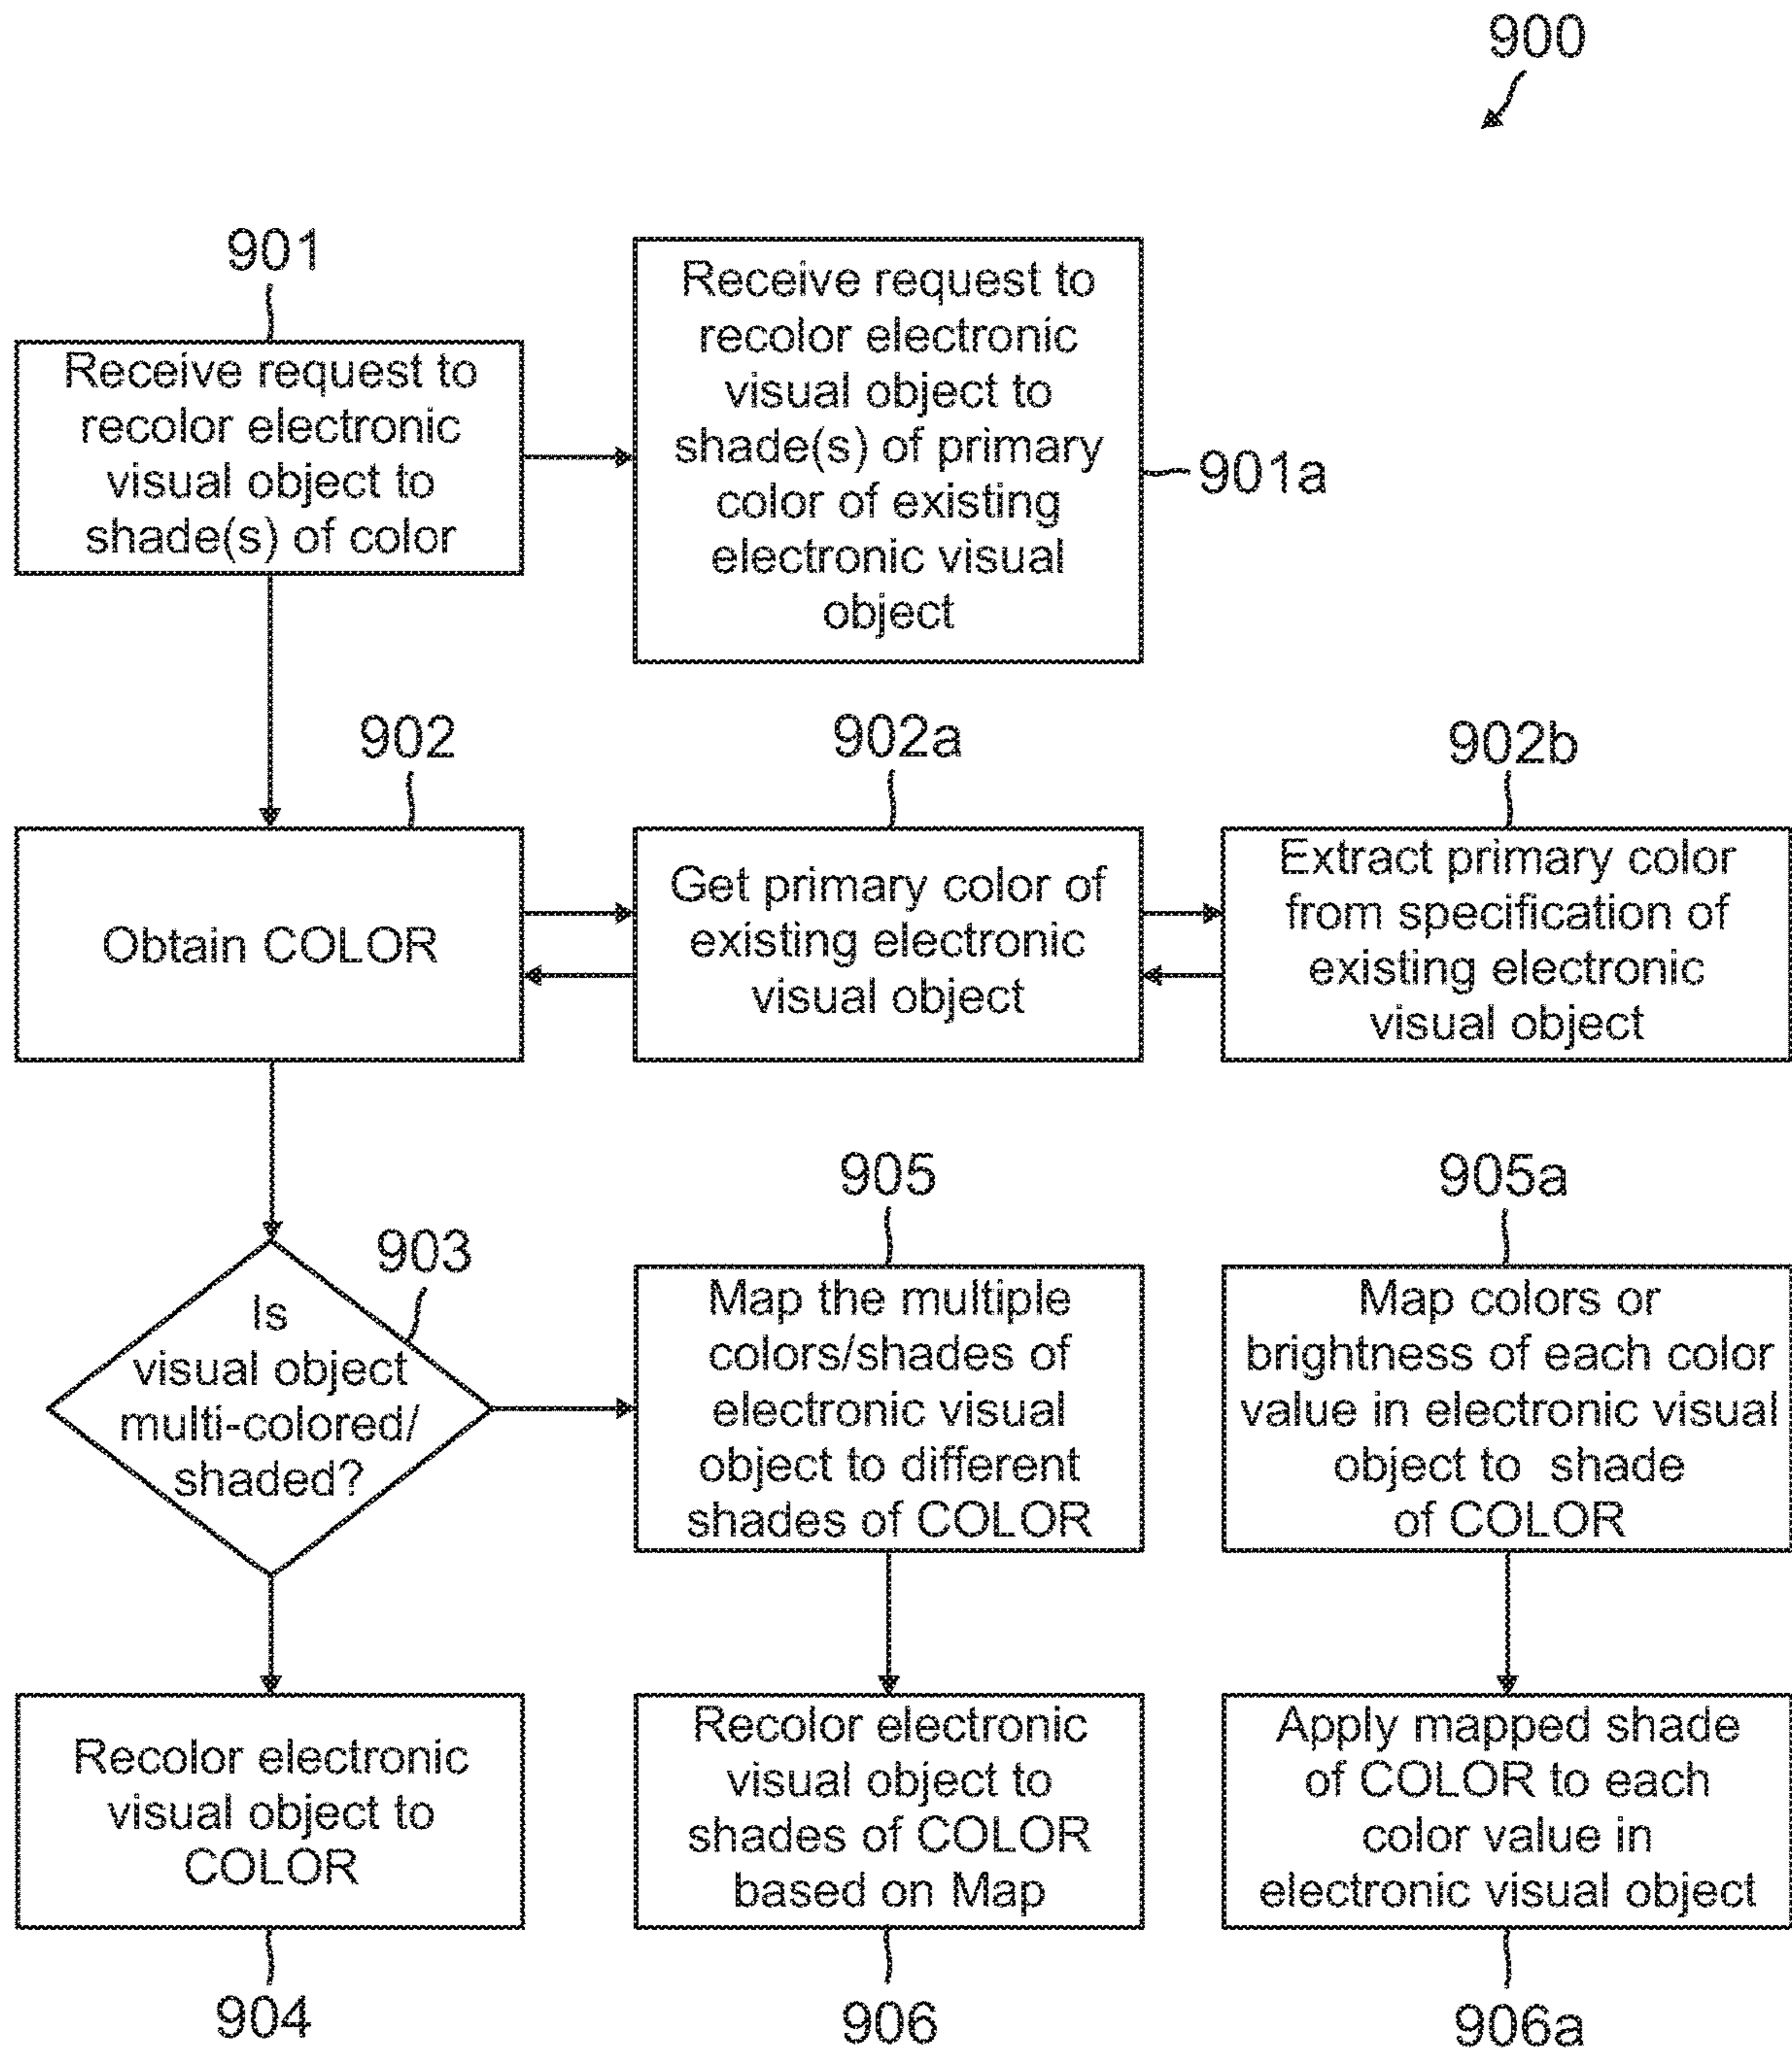 900
901
Receive request to
recolor electronic
visual object to
shade(s) of color
Receive request to
recolor electronic
visual object to
shade(s) of primary
color of existing
electronic visual
object
901a
902
Obtain COLOR
902a
Get primary color of
existing electronic
visual object
902b
Extract primary color
from specification of
existing electronic
visual object
903
Is
visual object
multi-colored/
shaded?
905
Map the multiple
colors/shades of
electronic visual
object to different
shades of COLOR
905a
Map colors or
brightness of each color
value in electronic visual
object to shade
of COLOR
Recolor electronic
visual object to
COLOR
904
Recolor electronic
visual object to
shades of COLOR
based on Map
906
Apply mapped shade
of COLOR to each
color value in
electronic visual object
906a